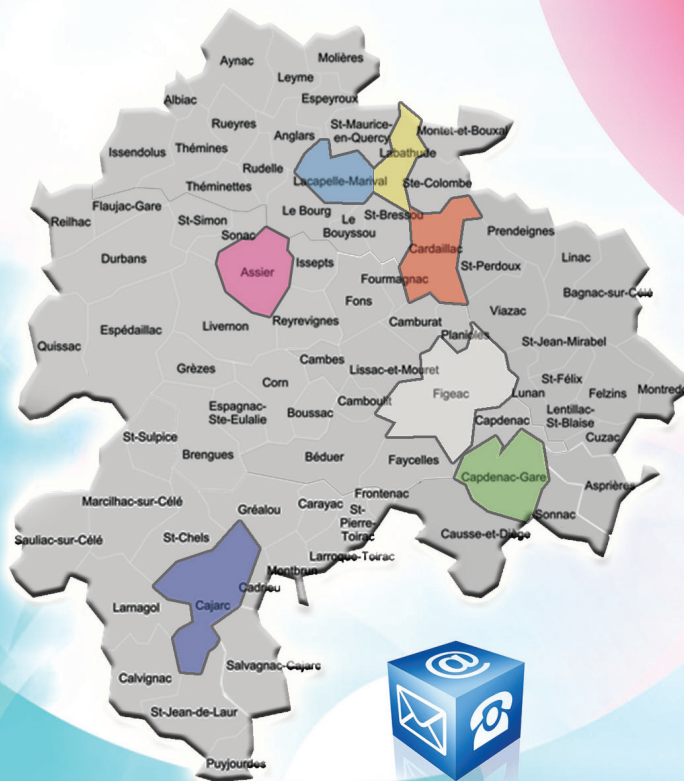 Aynac
Molières
Leyme
Albiac
Espeyroux
Rueyres
St-Maurice-
en-Quercy
Montet-et-Bouxal
Anglars
Issendolus
Thémines
Labathude
Rudelle
Lacapelle-Marival
Ste-Colombe
Théminettes
Flaujac-Gare
Le Bourg
St-Bressou
Reilhac
St-Simon
Le
Bouyssou
Sonac
Prendeignes
Cardaillac
Durbans
Assier
Issepts
St-Perdoux
Linac
Fourmagnac
Bagnac-sur-Célé
Fons
Viazac
Espédaillac
Livernon
Reyrevignes
Camburat
Planioles
Quissac
St-Jean-Mirabel
Cambes
Grèzes
Lissac-et-Mouret
Corn
St-Félix
Felzins
Montredo
Figeac
Lunan
Camboulit
Espagnac-
Ste-Eulalie
Boussac
Lentillac-
St-Blaise
Capdenac
St-Sulpice
Cuzac
Brengues
Béduer
Faycelles
Capdenac-Gare
Asprières
Frontenac
Marcilhac-sur-Célé
Carayac
Gréalou
St-
Pierre-
Toirac
Sonnac
Sauliac-sur-Célé
St-Chels
Causse-et-Diège
Larroque-Toirac
Montbrun
Cadrieu
Larnagol
Cajarc
Salvagnac-Cajarc
Calvignac
St-Jean-de-Laur
Puyjourdes
@